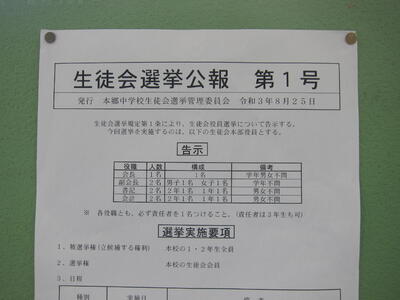 生徒会選挙公報　第１号
発行　本郷中学校生徒会選挙管理委員会　令和３年８月２５日
生徒会選挙規定第１条により、生徒会役員選挙について告示する。
今回選挙を実施するのは、以下の生徒会本部役員とする。
告示
役職　人数　構成　備考
会長　１名　１名　学年男女不問
副会長　２名　男子１名　女子１名　学年不問
書記　２名　２年１名　１年１名　男女不問
会計　２名　２年１名　１年１名　男女不問
※　各役職とも、必ず責任者を１名つけること。（責任者は３年生も可）
選挙実施要項
１、被選挙権（立候補する権利）　本校の１・２年生全員
２、選挙権　本校の生徒会会員
３、日程
種別　実施日　備　考